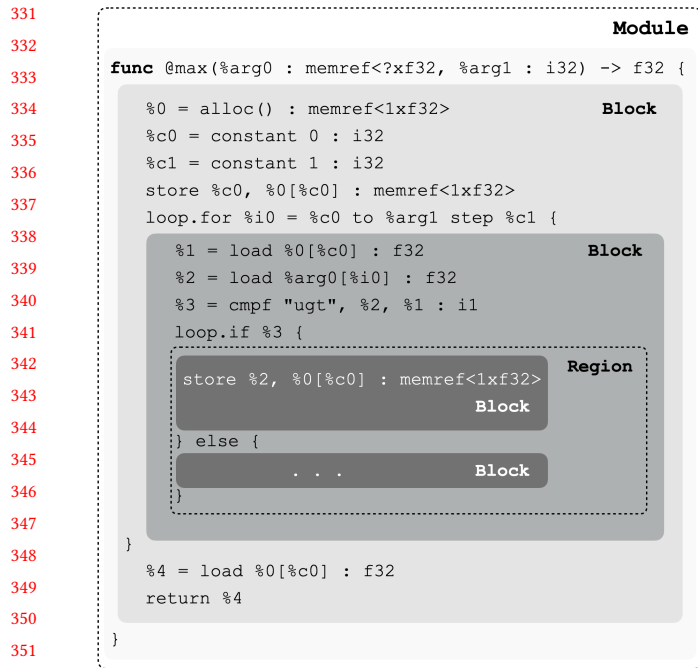 331
Module
332
func @max(%arg0 : memref<?xf32, %arg1 : i32) -> f32 {
333
334
%0 = alloc() : memref<1xf32> Block
335
%c0 = constant 0 : i32
%c1 = constant 1 : i32
336
store %c0, %0[%c0] : memref<1xf32>
337
loop.for %i0 = %c0 to %arg1 step %c1 {
338
%1 = load %0[%c0] : f32 Block
339
%2 = load %arg0[%i0] : f32
340
%3 = cmpf "ugt", %2, %1 : i1
341
loop.if %3 {
342
Region
store %2, %0[%c0] : memref<1xf32>
343
Block
344
} else {
345
. . . Block
346
}
347
}
348
%4 = load %0[%c0] : f32
349
return %4
350
}
351